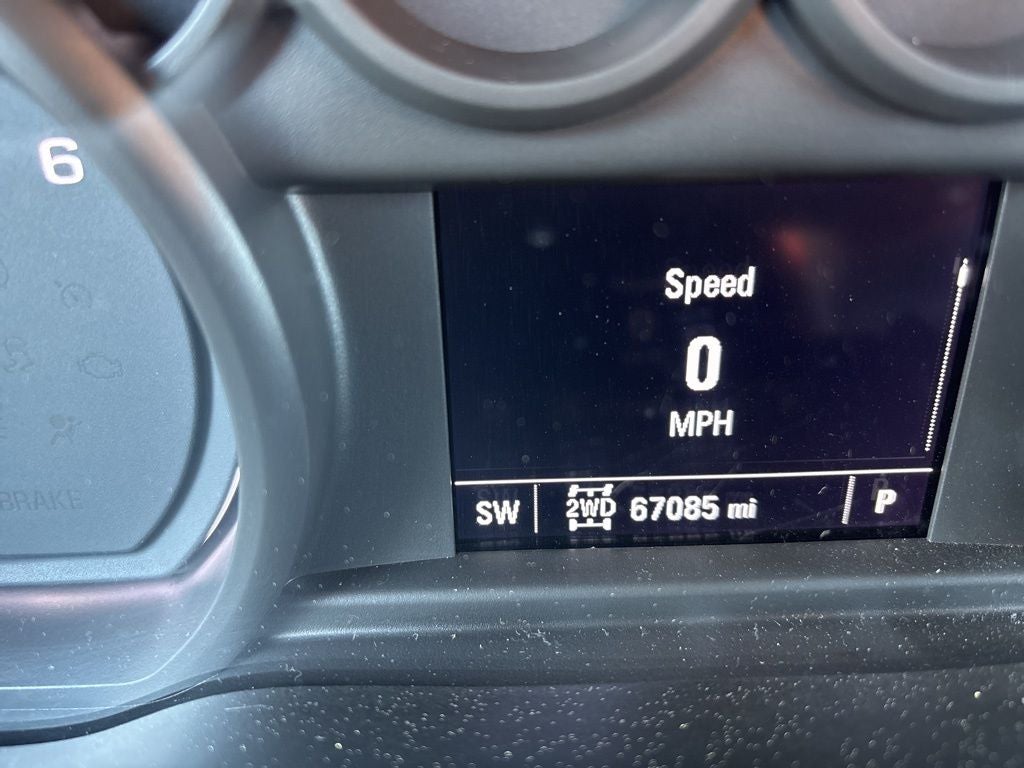 6
Speed
0
MPH
SW 2WD 67085 mi P
BRAKE